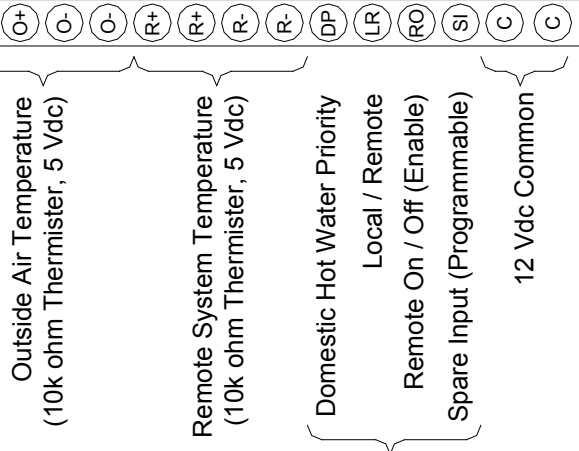 O+ O- O- R+ R+ R- R- DP LR RO SI C C
Outside Air Temperature
(10k ohm Thermister, 5 Vdc)
Remote System Temperature
(10k ohm Thermister, 5 Vdc)
Domestic Hot Water Priority
Local / Remote
Remote On / Off (Enable)
Spare Input (Programmable)
12 Vdc Common